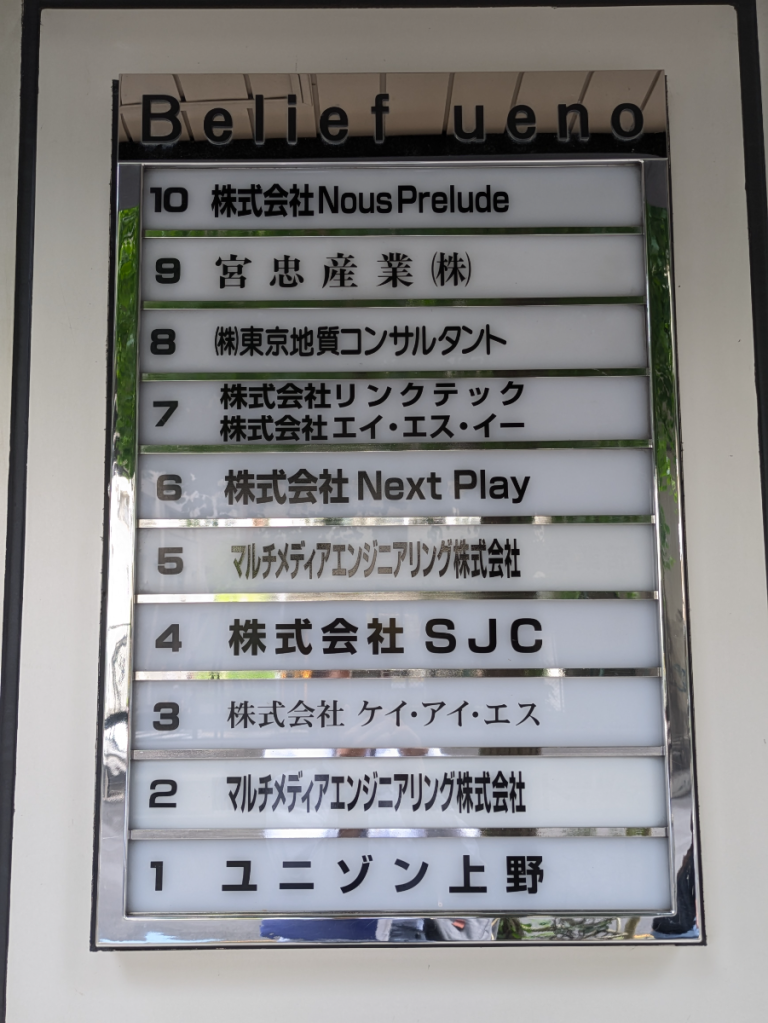 Belief ueno
10 株式会社Nous Prelude
9 宮忠産業㈱
8 ㈱東京地質コンサルタント
7 株式会社リンクテック
株式会社エイ・エス・イー
6 株式会社 Next Play
5 マルチメディアエンジニアリング株式会社
4 株式会社 SJC
3 株式会社 ケイ・アイ・エス
2 マルチメディアエンジニアリング株式会社
1 ユニゾン上野